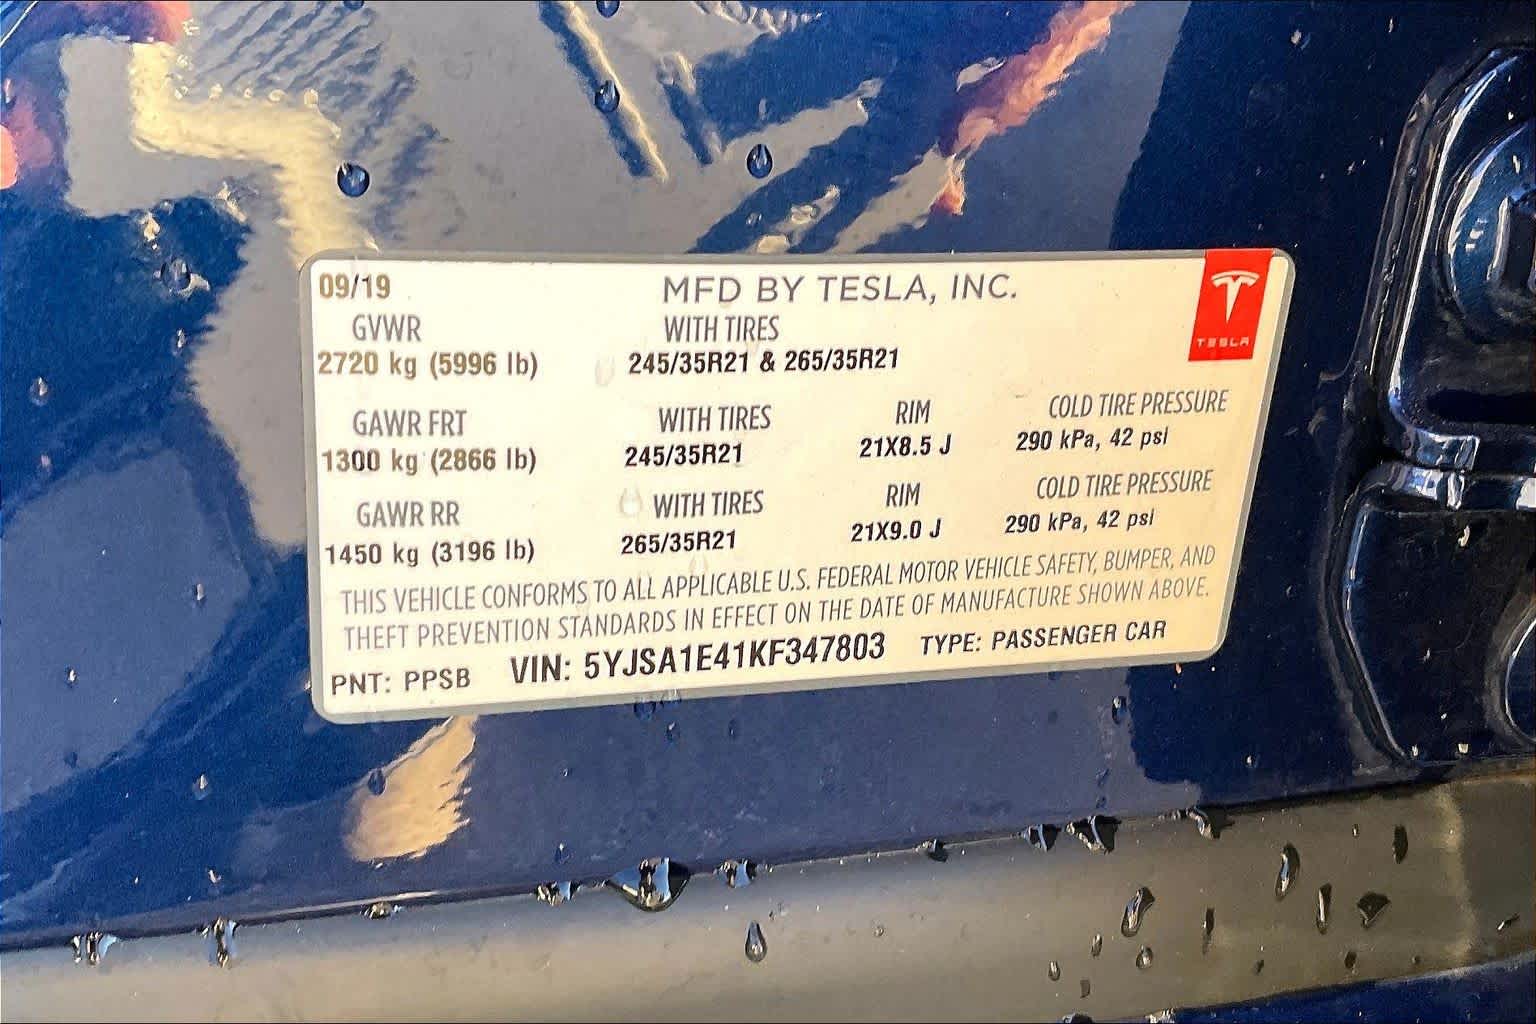 09/19 MFD BY TESLA, INC.
TESLA
GVWR WITH TIRES
2720 kg (5996 lb) 245/35R21 & 265/35R21
GAWR FRT WITH TIRES RIM COLD TIRE PRESSURE
1300 kg (2866 lb) 245/35R21 21X8.5 J 290 kPa, 42 psi
GAWR RR WITH TIRES RIM COLD TIRE PRESSURE
1450 kg (3196 lb) 265/35R21 21X9.0 J 290 kPa, 42 psi
THIS VEHICLE CONFORMS TO ALL APPLICABLE U.S. FEDERAL MOTOR VEHICLE SAFETY, BUMPER, AND
THEFT PREVENTION STANDARDS IN EFFECT ON THE DATE OF MANUFACTURE SHOWN ABOVE.
PNT: PPSB VIN: 5YJSA1E41KF347803 TYPE: PASSENGER CAR